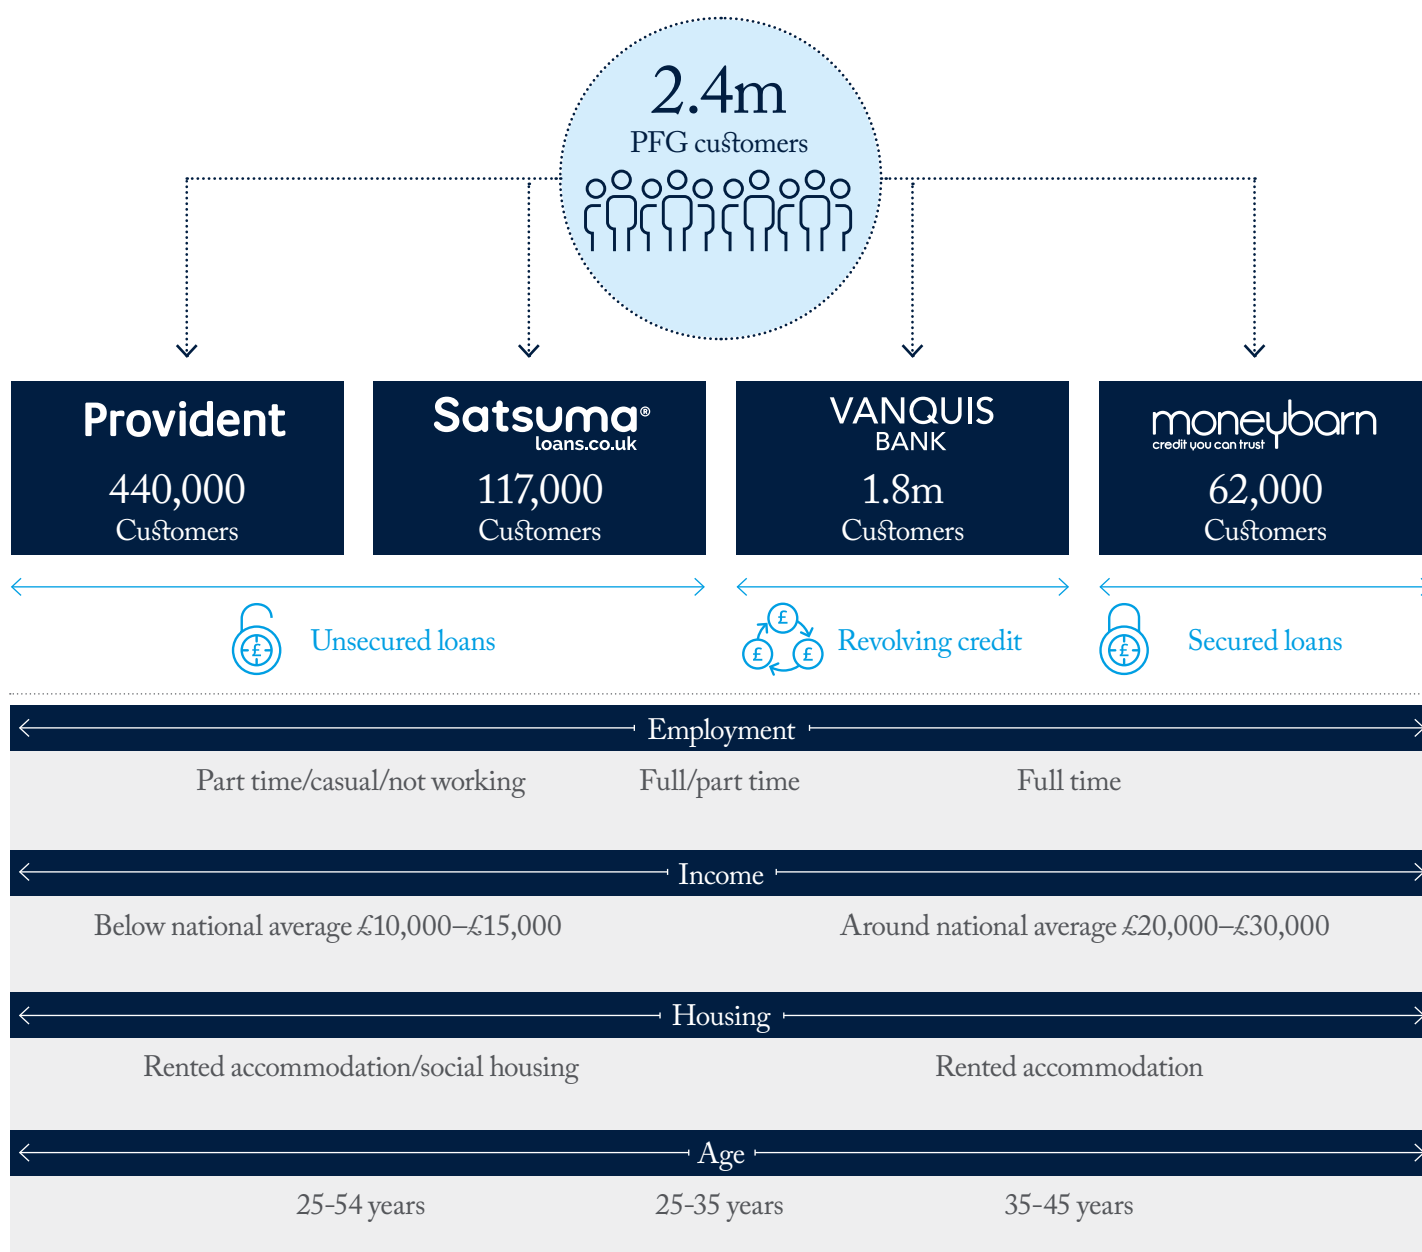 2.4m
PFG customers
Provident
440,000
Customers
Satsuma®
loans.co.uk
117,000
Customers
VANQUIS
BANK
1.8m
Customers
moneybarn
credit you can trust
62,000
Customers
£ Unsecured loans
£ £ £ Revolving credit
£ Secured loans
Employment
Part time/casual/not working Full/part time Full time
Income
Below national average £10,000–£15,000 Around national average £20,000–£30,000
Housing
Rented accommodation/social housing Rented accommodation
Age
25-54 years 25-35 years 35-45 years